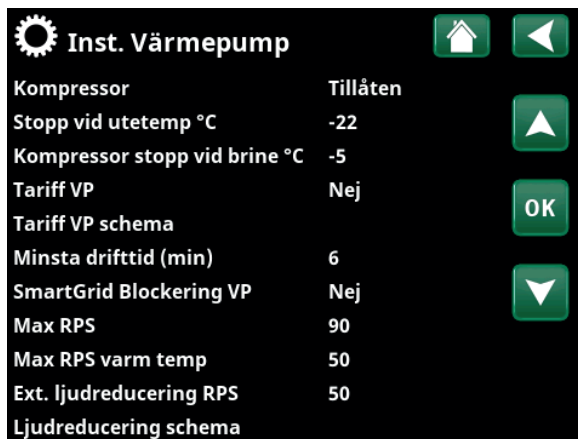 Inst. Värmepump
Kompressor Tillåten
Stopp vid utetemp °C -22
Kompressor stopp vid brine °C -5
Tariff VP Nej
OK
Tariff VP schema
Minsta drifttid (min) 6
SmartGrid Blockering VP Nej
Max RPS 90
Max RPS varm temp 50
Ext. ljudreducering RPS 50
Ljudreducering schema